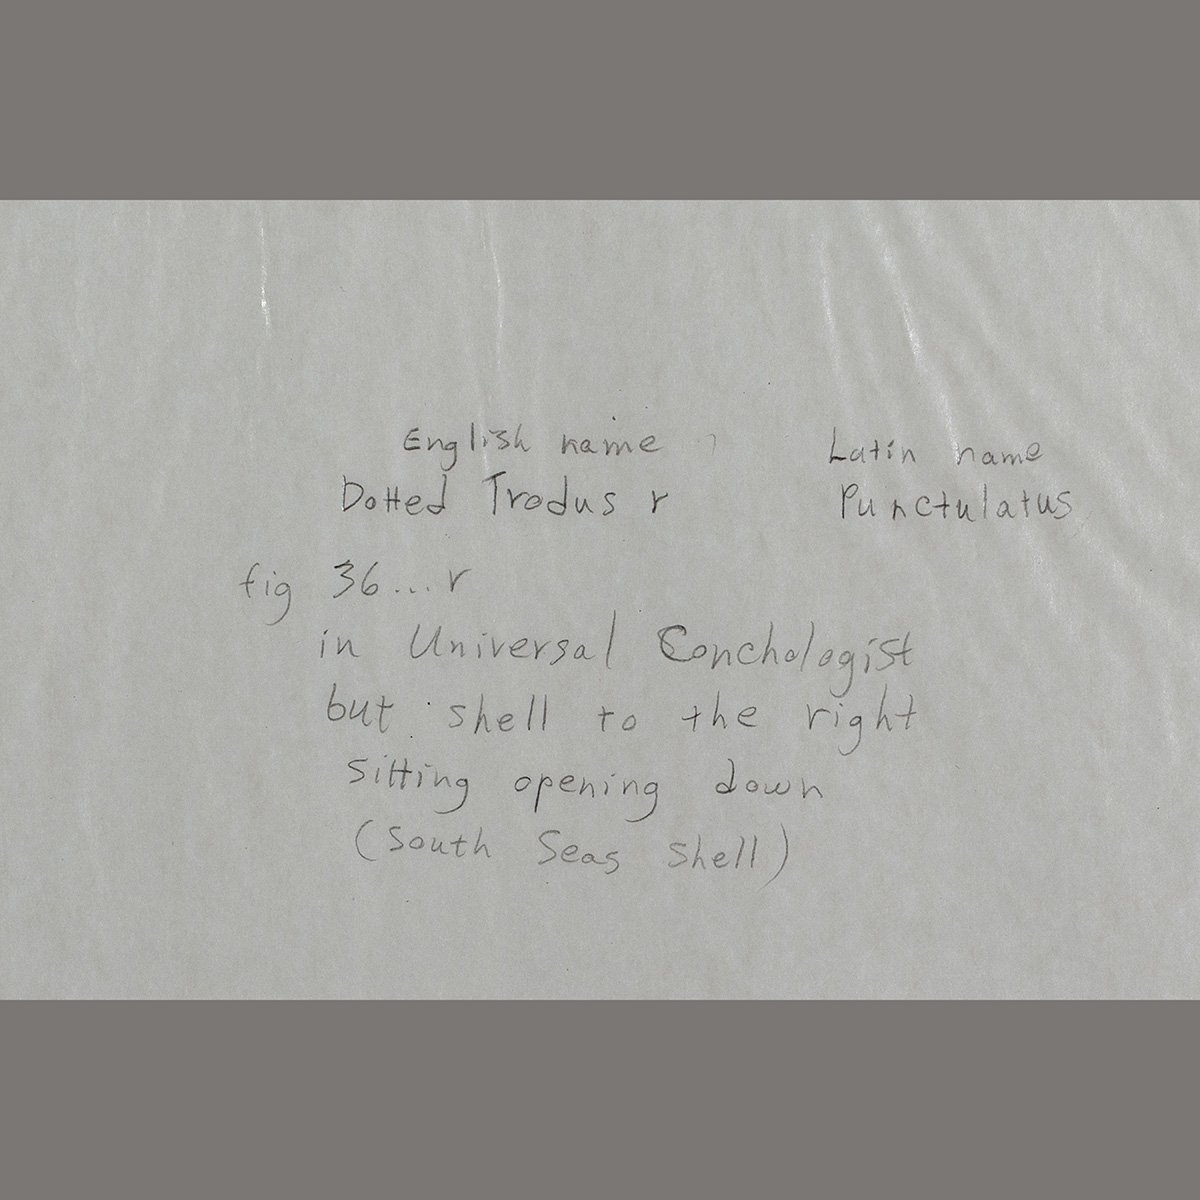 English name Latin name
Dotted Trodus r Punctulatus
fig 36...r
in Universal Conchologist
but shell to the right
sitting opening down
(South Seas shell)